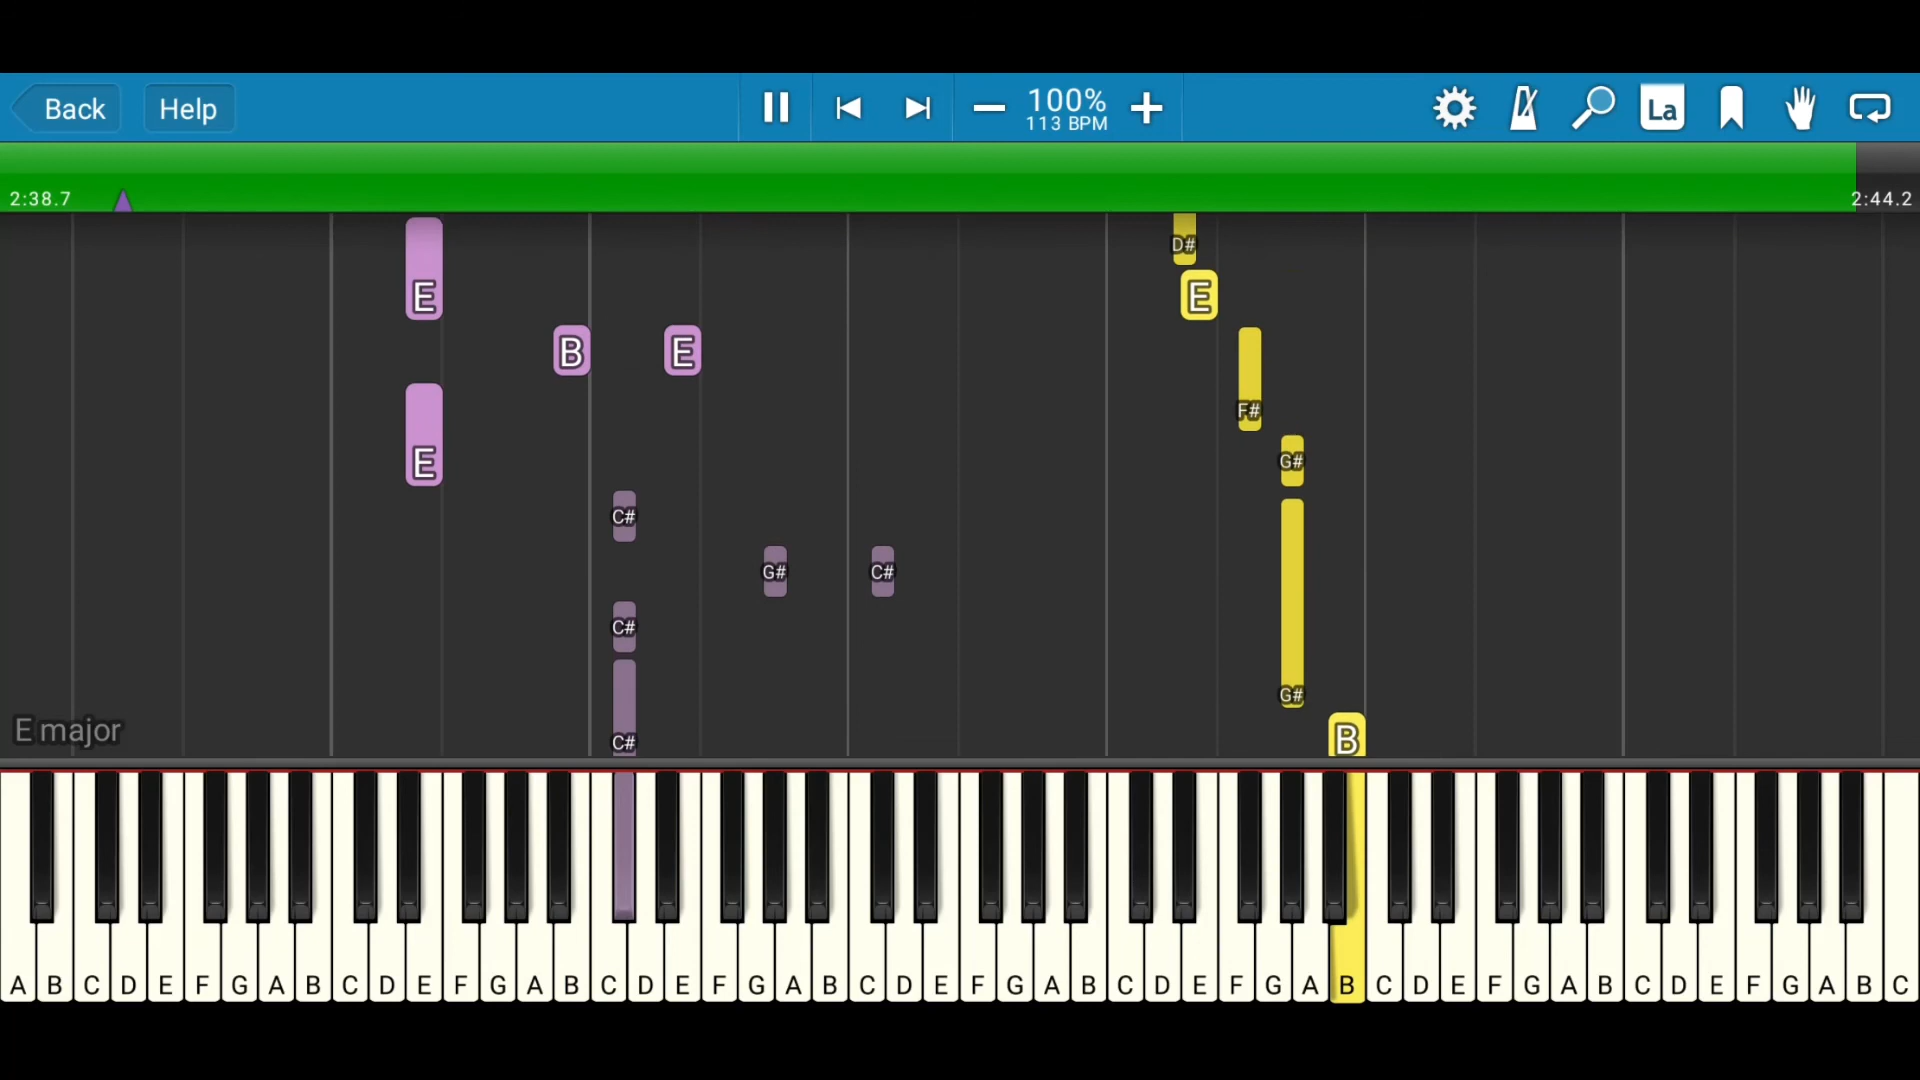 Back Help 100% La
113 BPM
2:38.7 2:44.2
D#
E E
B E
F#
E G#
C#
G# C#
C#
G#
E major C# B
A B C D E F G A B C D E F G A B C D E F G A B C D E F G A B C D E F G A B C D E F G A B C D E F G A B C